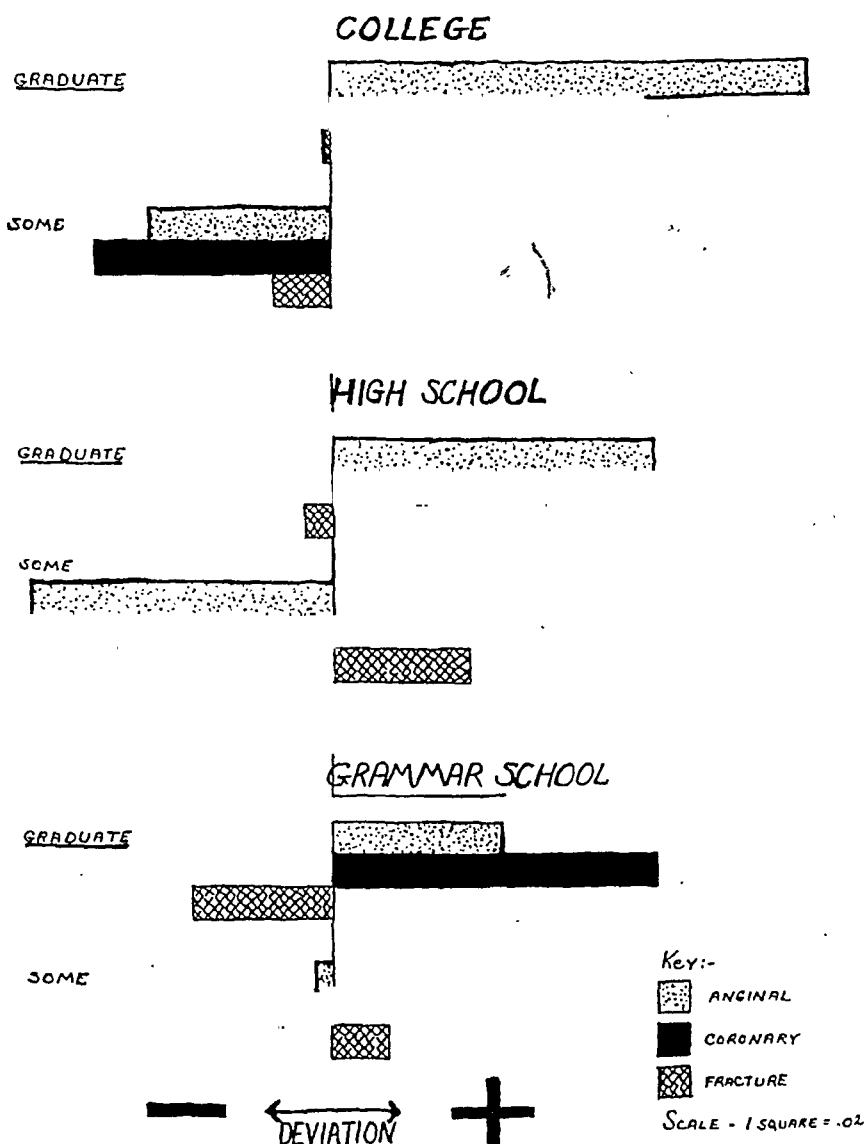 COLLEGE
GRADUATE
SOME
HIGH SCHOOL
GRADUATE
SOME
GRAMMAR SCHOOL
GRADUATE
SOME
KEY:-
ANGINAL
CORONARY
FRACTURE
SCALE - 1 SQUARE = .02
DEVIATION